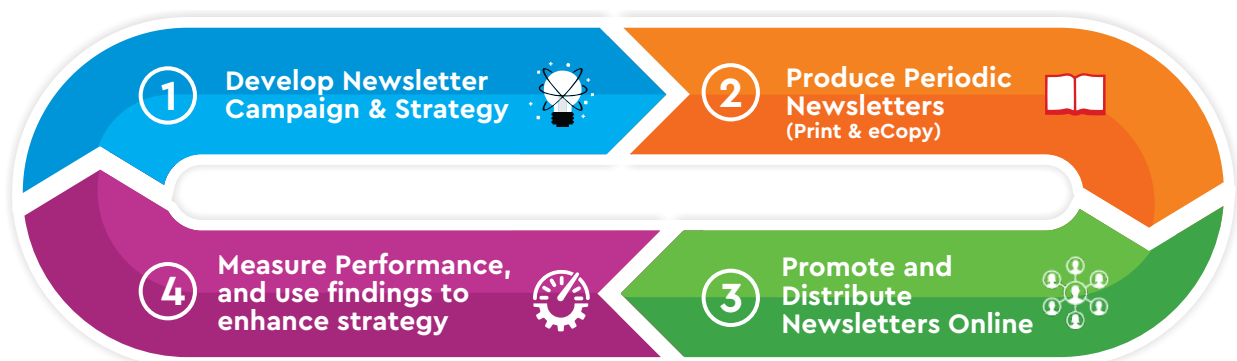 1
Develop Newsletter
Campaign & Strategy
2
Produce Periodic
Newsletters
(Print & eCopy)
3
Promote and
Distribute
Newsletters Online
4
Measure Performance,
and use findings to
enhance strategy